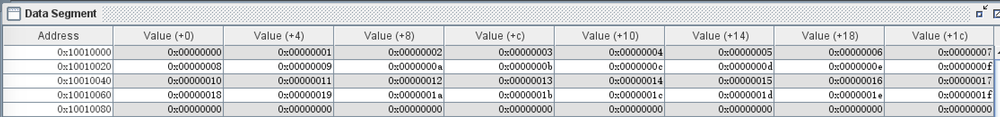 Data Segment
Address Value (+0) Value (+4) Value (+8) Value (+c) Value (+10) Value (+14) Value (+18) Value (+1c)
0x10010000 0x00000000 0x00000001 0x00000002 0x00000003 0x00000004 0x00000005 0x00000006 0x00000007
0x10010020 0x00000008 0x00000009 0x0000000a 0x0000000b 0x0000000c 0x0000000d 0x0000000e 0x0000000f
0x10010040 0x00000010 0x00000011 0x00000012 0x00000013 0x00000014 0x00000015 0x00000016 0x00000017
0x10010060 0x00000018 0x00000019 0x0000001a 0x0000001b 0x0000001c 0x0000001d 0x0000001e 0x0000001f
0x10010080 0x00000000 0x00000000 0x00000000 0x00000000 0x00000000 0x00000000 0x00000000 0x00000000